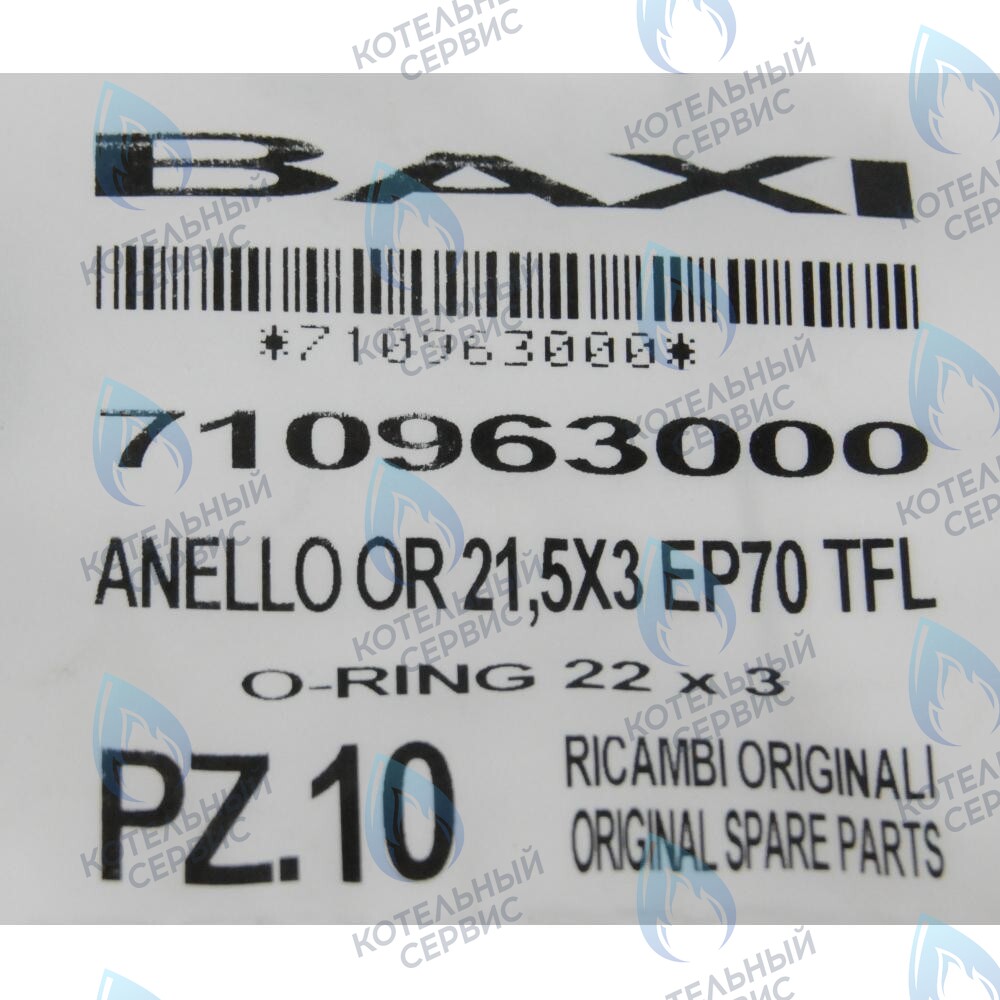 BAXI
*710963000*
710963000
ANELLO OR 21,5X3 EP70 TFL
O-RING 22 x 3
PZ.10
RICAMBI ORIGINALI
ORIGINAL SPARE PARTS
КОТЕЛЬНЫЙ
СЕРВИС